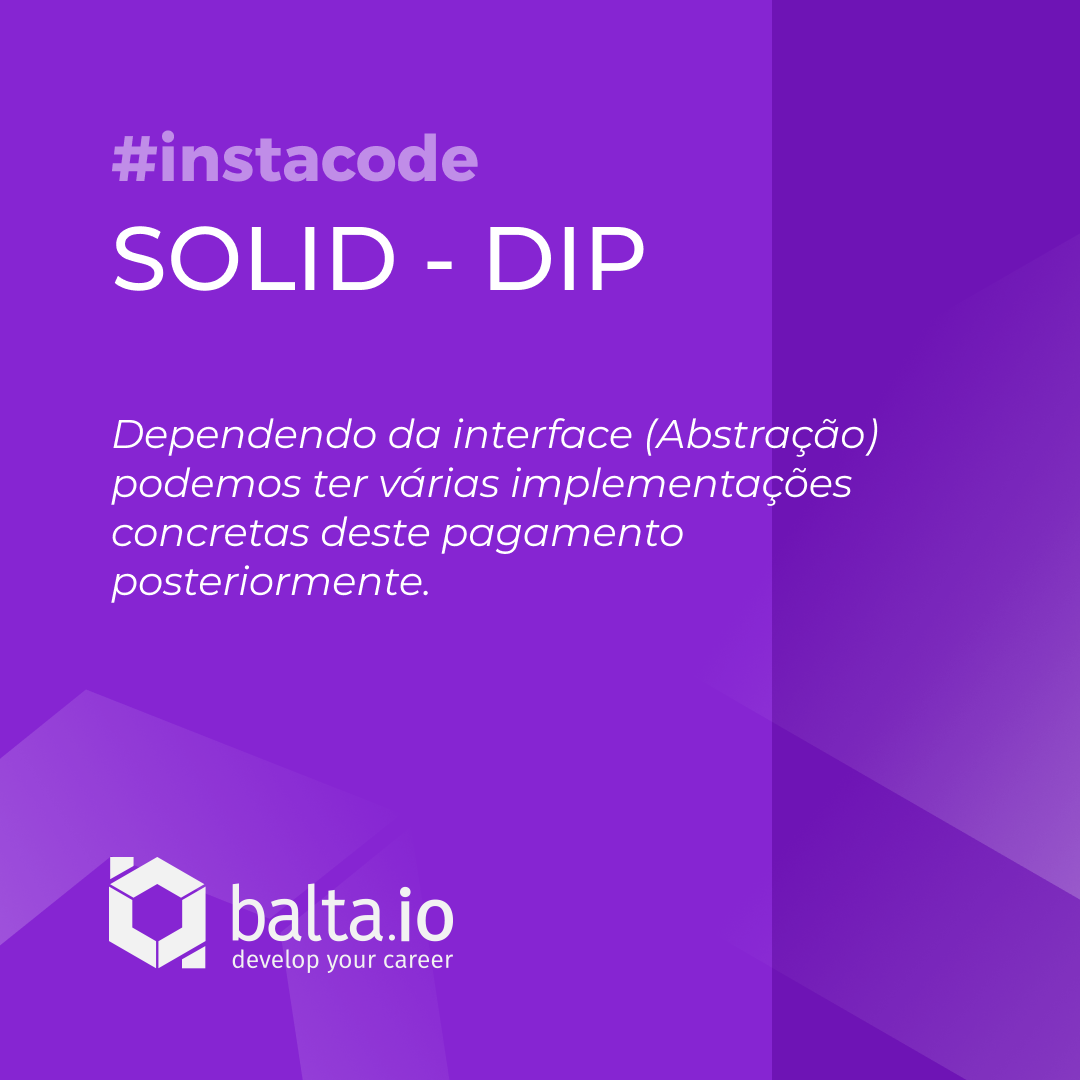 #instacode
SOLID - DIP
Dependendo da interface (Abstração)
podemos ter várias implementações
concretas deste pagamento
posteriormente.
balta.io
develop your career